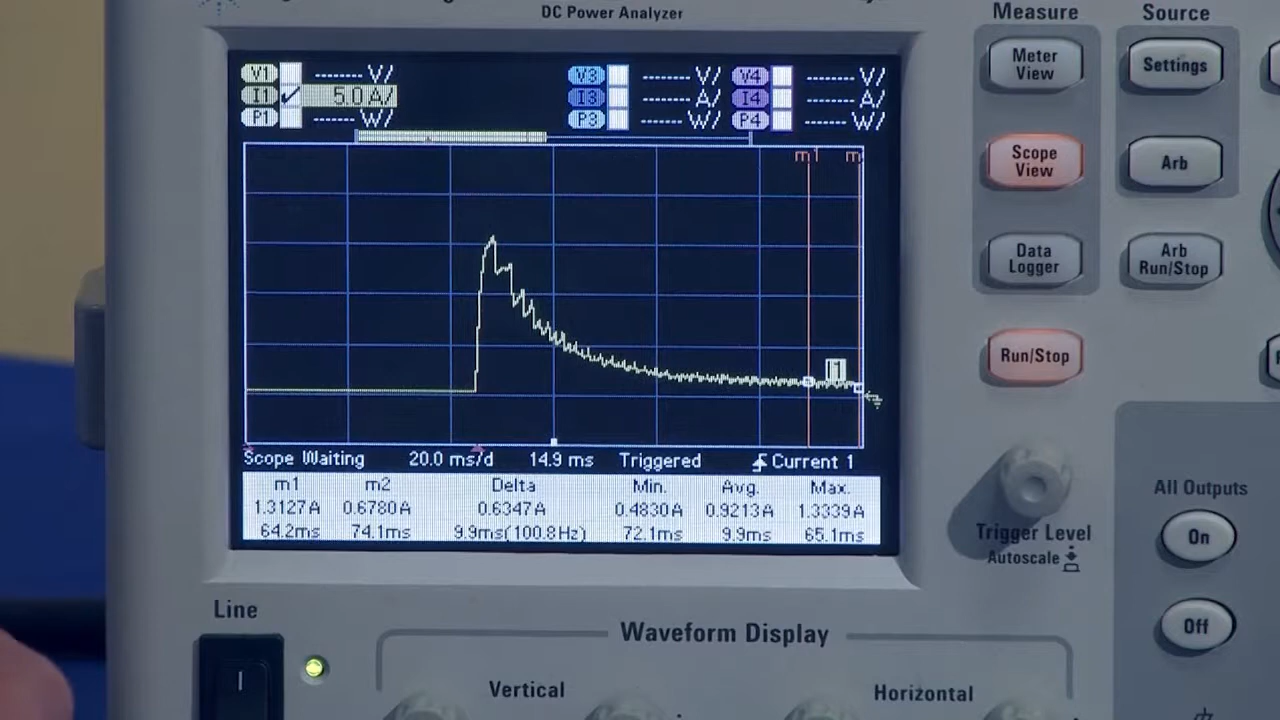 DC Power Analyzer
Measure
Source
Meter View
Settings
Scope View
Arb
Data Logger
Arb Run/Stop
Run/Stop
V1 ------ V/
V3 ------ V/
V4 ------ V/
I1 ✓ 5.0 A/
I3 ------ A/
I4 ------ A/
P1 ------ W/
P3 ------ W/
P4 ------ W/
m1
m
I1
Scope Waiting 20.0 ms/d 14.9 ms Triggered Current 1
m1 m2 Delta Min. Avg. Max.
1.3127A 0.6780A 0.6347A 0.4830A 0.9213A 1.3339A
64.2ms 74.1ms 9.9ms(100.8Hz) 72.1ms 9.9ms 65.1ms
Trigger Level
Autoscale
All Outputs
On
Off
Line
Waveform Display
Vertical
Horizontal